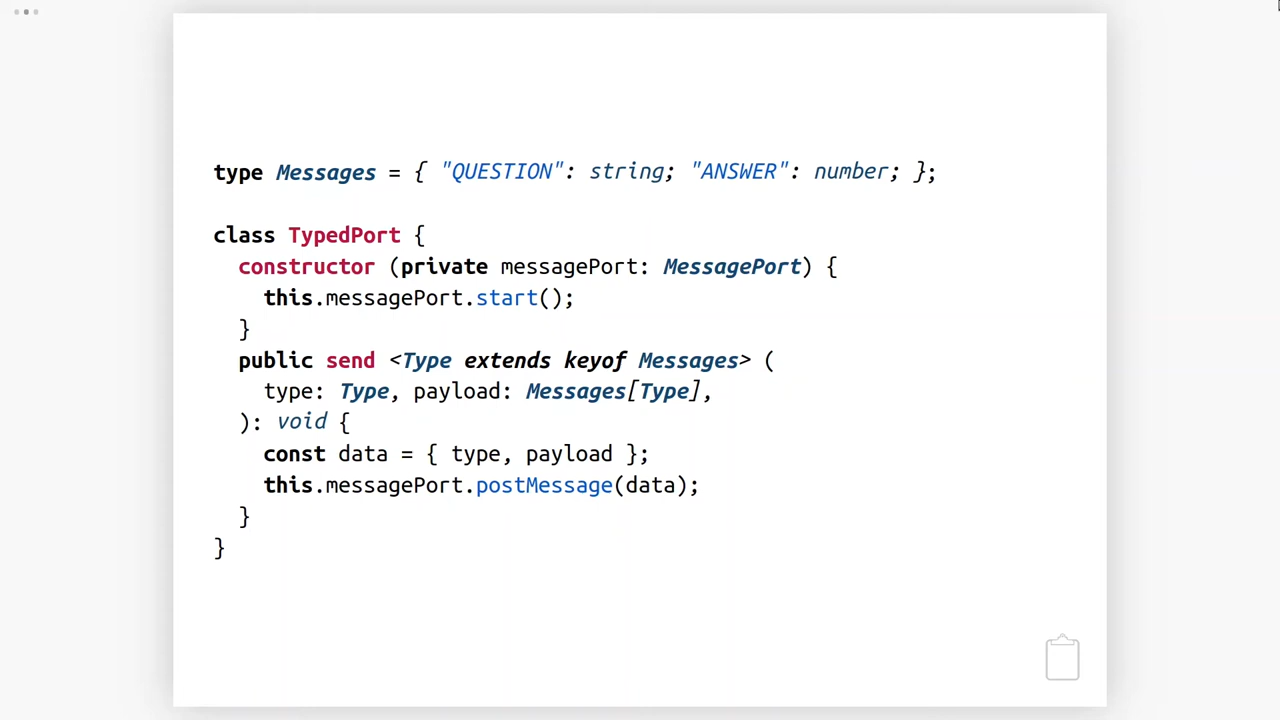 type Messages = { "QUESTION": string; "ANSWER": number; };
class TypedPort {
constructor (private messagePort: MessagePort) {
this.messagePort.start();
}
public send <Type extends keyof Messages> (
type: Type, payload: Messages[Type],
): void {
const data = { type, payload };
this.messagePort.postMessage(data);
}
}